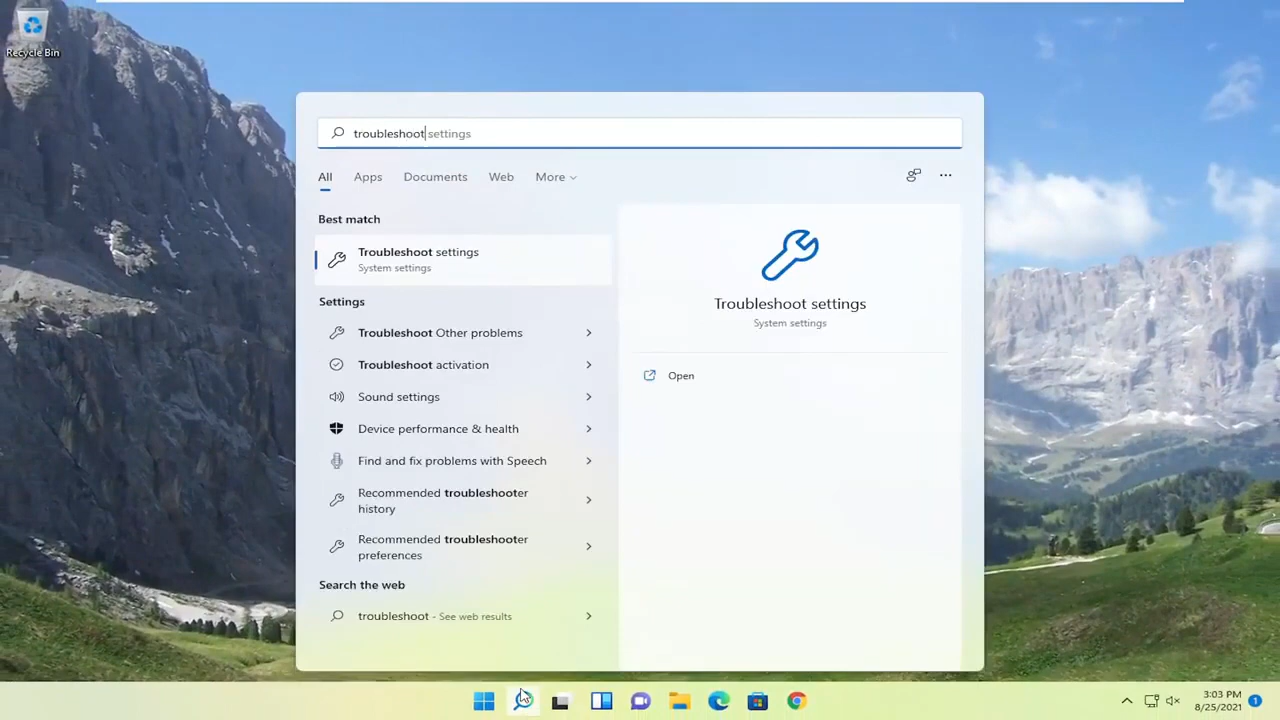 Recycle Bin
troubleshoot settings
All Apps Documents Web More
Best match
Troubleshoot settings
System settings
Settings
Troubleshoot Other problems
Troubleshoot activation
Sound settings
Device performance & health
Find and fix problems with Speech
Recommended troubleshooter
history
Recommended troubleshooter
preferences
Search the web
troubleshoot - See web results
Troubleshoot settings
System settings
Open
3:03 PM
8/25/2021
1